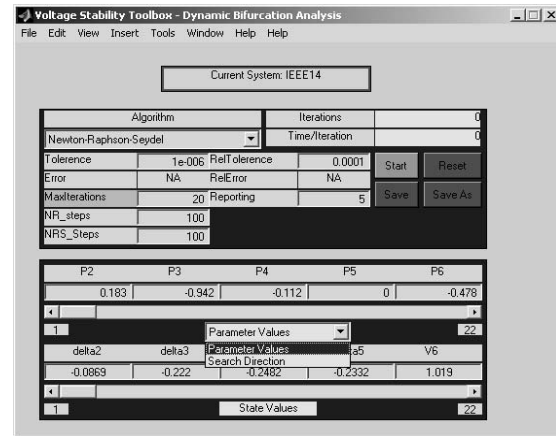 Voltage Stability Toolbox - Dynamic Bifurcation Analysis
File Edit View Insert Tools Window Help Help
Current System: IEEE14
Algorithm Iterations 0
Newton-Raphson-Seydel Time/Iteration 0
Tolerence 1e-006 RelTolerence 0.0001 Start Reset
Error NA RelError NA
MaxIterations 20 Reporting 5 Save Save As
NR_steps 100
NRS_Steps 100
P2 P3 P4 P5 P6
0.183 -0.942 -0.112 0 -0.478
1 Parameter Values 22
delta2 delta3 Parameter Values ta5 V6
Search Direction
-0.0869 -0.222 -0.2482 -0.2332 1.019
1 State Values 22